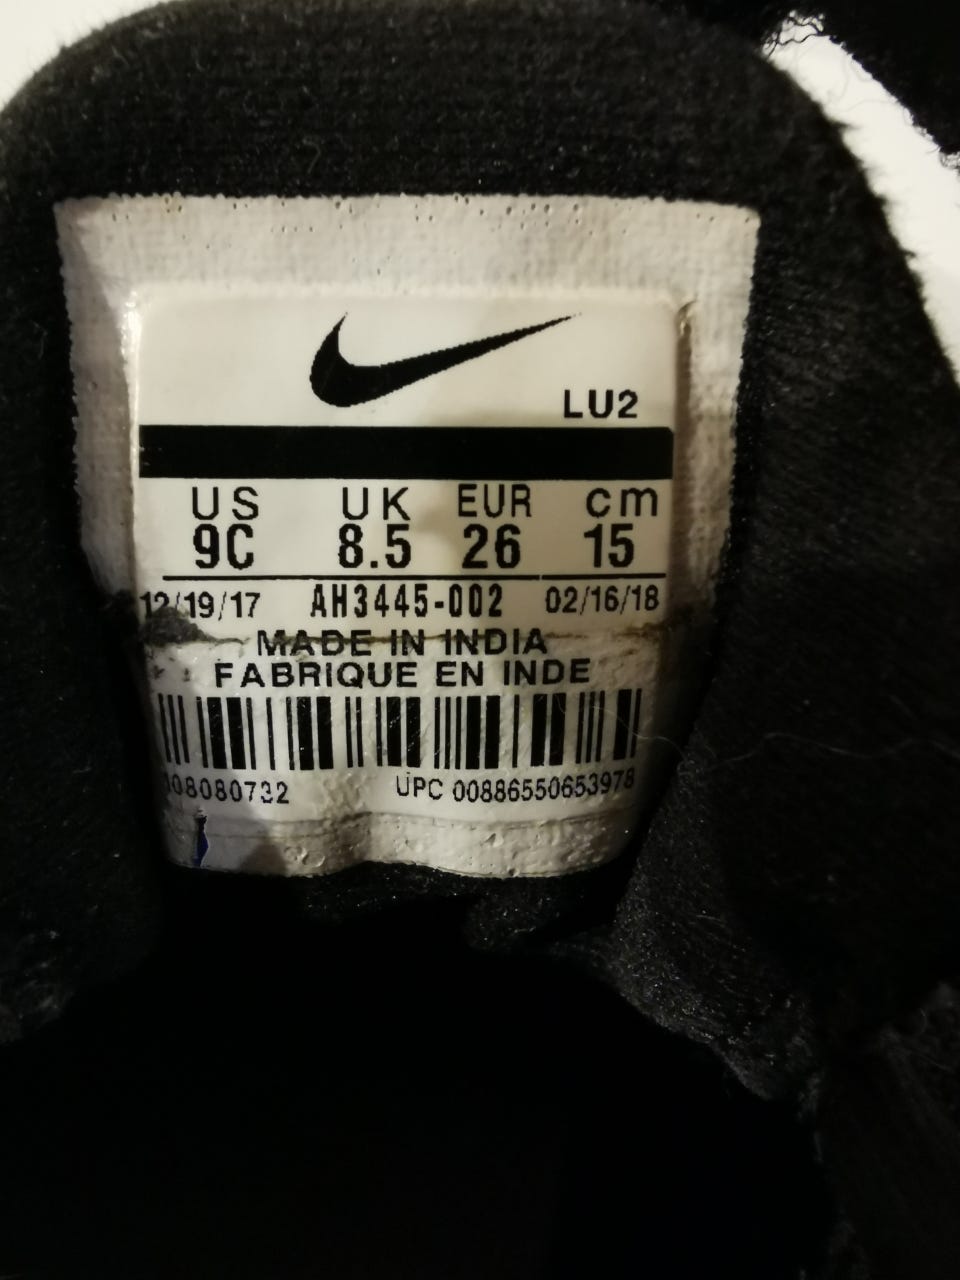 LU2
US UK EUR cm
9C 8.5 26 15
12/19/17 AH3445-002 02/16/18
MADE IN INDIA
FABRIQUE EN INDE
UPC 00886550653978